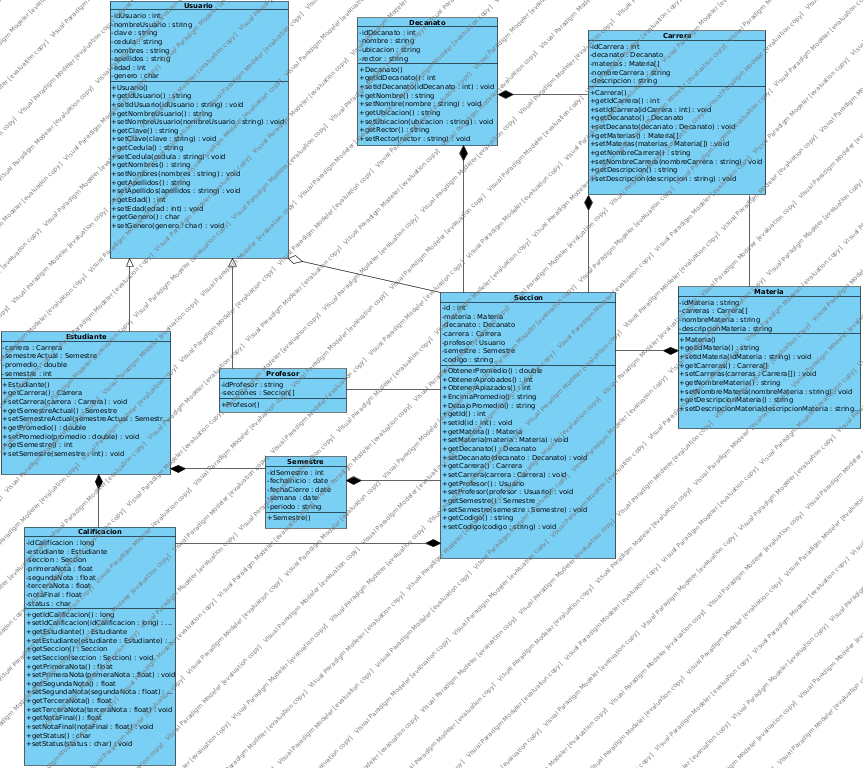 Usuario
-idUsuario : int
-nombreUsuario : string
-clave : string
-cedula : string
-nombres : string
-apellidos : string
-edad : int
-genero : char
+Usuario()
+getIdUsuario() : string
+setIdUsuario(idUsuario : string) : void
+getNombreUsuario() : string
+setNombreUsuario(nombreUsuario : string) : void
+getClave() : string
+setClave(clave : string) : void
+getCedula() : string
+setCedula(cedula : string) : void
+getNombres() : string
+setNombres(nombres : string) : void
+getApellidos() : string
+setApellidos(apellidos : string) : void
+getEdad() : int
+setEdad(edad : int) : void
+getGenero() : char
+setGenero(genero : char) : void
Decanato
-idDecanato : int
-nombre : string
-ubicacion : string
-rector : string
+Decanato()
+getIdDecanato() : int
+setIdDecanato(idDecanato : int) : void
+getNombre() : string
+setNombre(nombre : string) : void
+getUbicacion() : string
+setUbicacion(ubicacion : string) : void
+getRector() : string
+setRector(rector : string) : void
Carrera
-idCarrera : int
-decanato : Decanato
-materias : Materia[]
-nombreCarrera : string
-descripcion : string
+Carrera()
+getIdCarrera() : int
+setIdCarrera(idCarrera : int) : void
+getDecanato() : Decanato
+setDecanato(decanato : Decanato) : void
+getMaterias() : Materia[]
+setMaterias(materias : Materia[]) : void
+getNombreCarrera() : string
+setNombreCarrera(nombreCarrera : string) : void
+getDescripcion() : string
+setDescripcion(descripcion : string) : void
Seccion
-id : int
-materia : Materia
-decanato : Decanato
-carrera : Carrera
-profesor : Usuario
-semestre : Semestre
-codigo : string
+ObtenerPromedio() : double
+ObtenerAprobados() : int
+ObtenerAplazados() : int
+EncimaPromedio() : string
+DebajoPromedio() : string
+getId() : int
+setId(id : int) : void
+getMateria() : Materia
+setMateria(materia : Materia) : void
+getDecanato() : Decanato
+setDecanato(decanato : Decanato) : void
+getCarrera() : Carrera
+setCarrera(carrera : Carrera) : void
+getProfesor() : Usuario
+setProfesor(profesor : Usuario) : void
+getSemestre() : Semestre
+setSemestre(semestre : Semestre) : void
+getCodigo() : string
+setCodigo(codigo : string) : void
Materia
-idMateria : string
-carreras : Carrera[]
-nombreMateria : string
-descripcionMateria : string
+Materia()
+getIdMateria() : string
+setIdMateria(idMateria : string) : void
+getCarreras() : Carrera[]
+setCarreras(carreras : Carrera[]) : void
+getNombreMateria() : string
+setNombreMateria(nombreMateria : string) : void
+getDescripcionMateria() : string
+setDescripcionMateria(descripcionMateria : string...
Estudiante
-carrera : Carrera
-semestreActual : Semestre
-promedio : double
-semestre : int
+Estudiante()
+getCarrera() : Carrera
+setCarrera(carrera : Carrera) : void
+getSemestreActual() : Semestre
+setSemestreActual(semestreActual : Semestr...
+getPromedio() : double
+setPromedio(promedio : double) : void
+getSemestre() : int
+setSemestre(semestre : int) : void
Profesor
-idProfesor : string
-secciones : Seccion[]
+Profesor()
Semestre
-idSemestre : int
-fechaInicio : date
-fechaCierre : date
-semana : date
-periodo : string
+Semestre()
Calificacion
-idCalificacion : long
-estudiante : Estudiante
-seccion : Seccion
-primeraNota : float
-segundaNota : float
-terceraNota : float
-notaFinal : float
-status : char
+getIdCalificacion() : long
+setIdCalificacion(idCalificacion : long) : ...
+getEstudiante() : Estudiante
+setEstudiante(estudiante : Estudiante) : ...
+getSeccion() : Seccion
+setSeccion(seccion : Seccion) : void
+getPrimeraNota() : float
+setPrimeraNota(primeraNota : float) : void
+getSegundaNota() : float
+setSegundaNota(segundaNota : float) : ...
+getTerceraNota() : float
+setTerceraNota(terceraNota : float) : void
+getNotaFinal() : float
+setNotaFinal(notaFinal : float) : void
+getStatus() : char
+setStatus(status : char) : void
Visual Paradigm Modeler [evaluation copy]